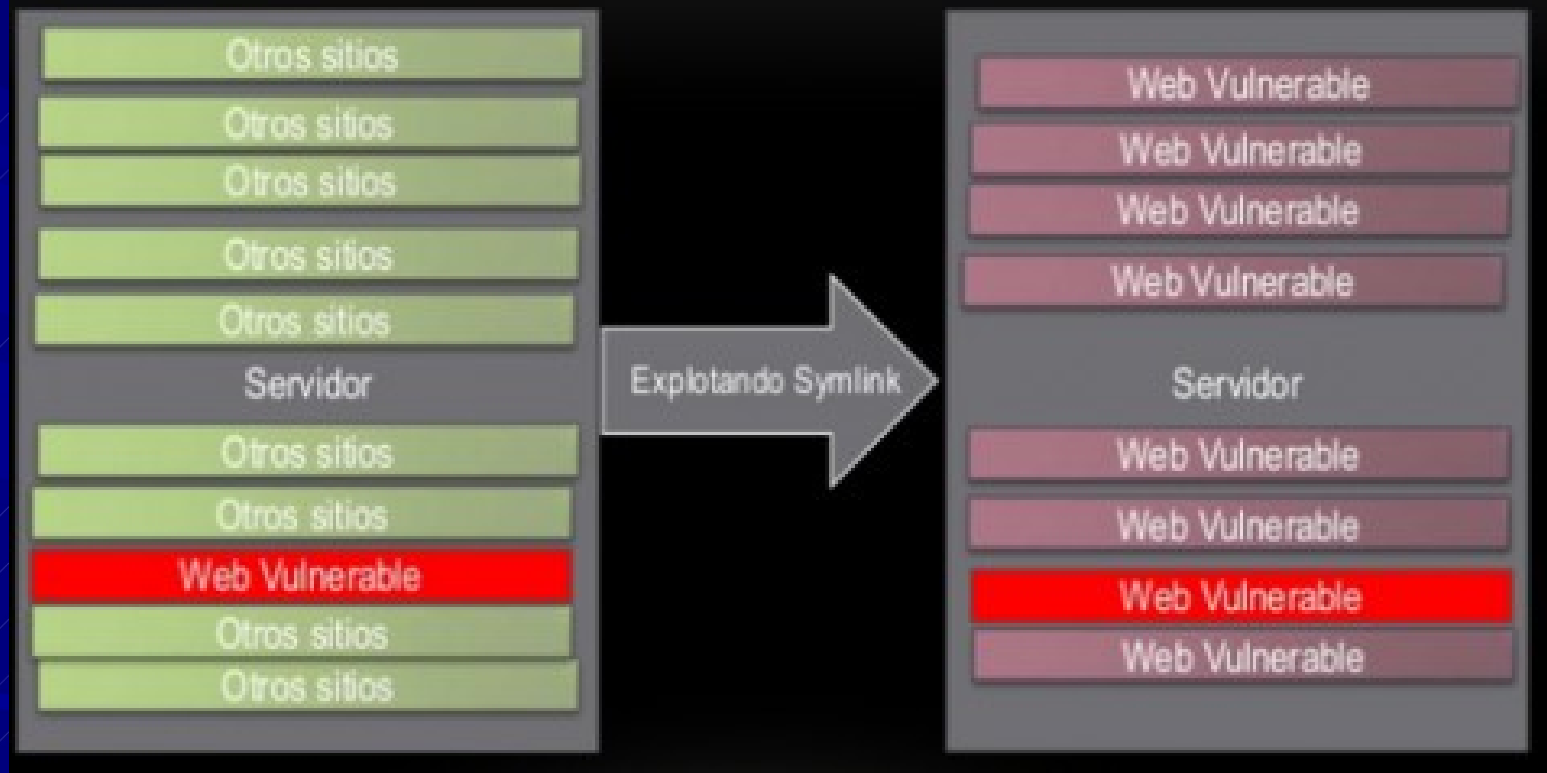 Otros sitios
Otros sitios
Otros sitios
Otros sitios
Otros sitios
Servidor
Otros sitios
Otros sitios
Web Vulnerable
Otros sitios
Otros sitios
Explotando Symlink
Web Vulnerable
Web Vulnerable
Web Vulnerable
Web Vulnerable
Servidor
Web Vulnerable
Web Vulnerable
Web Vulnerable
Web Vulnerable